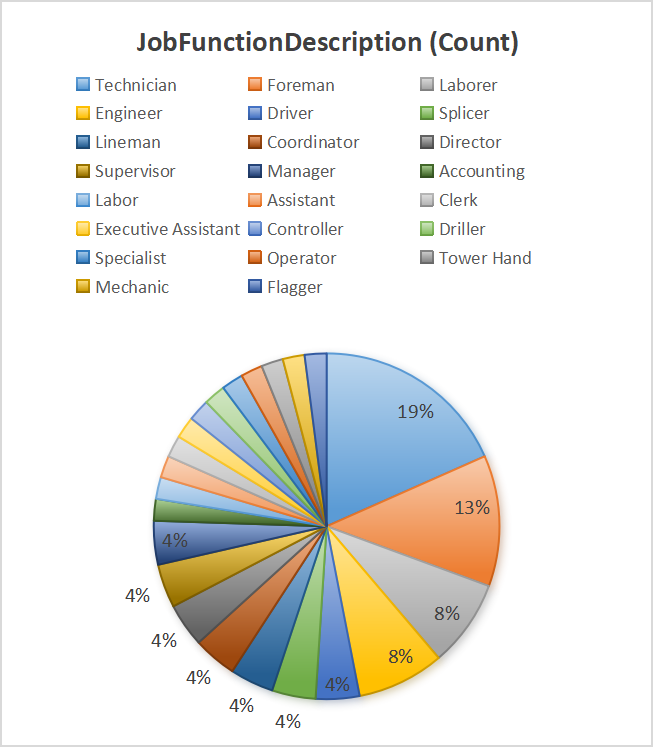 JobFunctionDescription (Count)
Technician Foreman Laborer
Engineer Driver Splicer
Lineman Coordinator Director
Supervisor Manager Accounting
Labor Assistant Clerk
Executive Assistant Controller Driller
Specialist Operator Tower Hand
Mechanic Flagger
19%
13%
8%
8%
4%
4%
4%
4%
4%
4%
4%